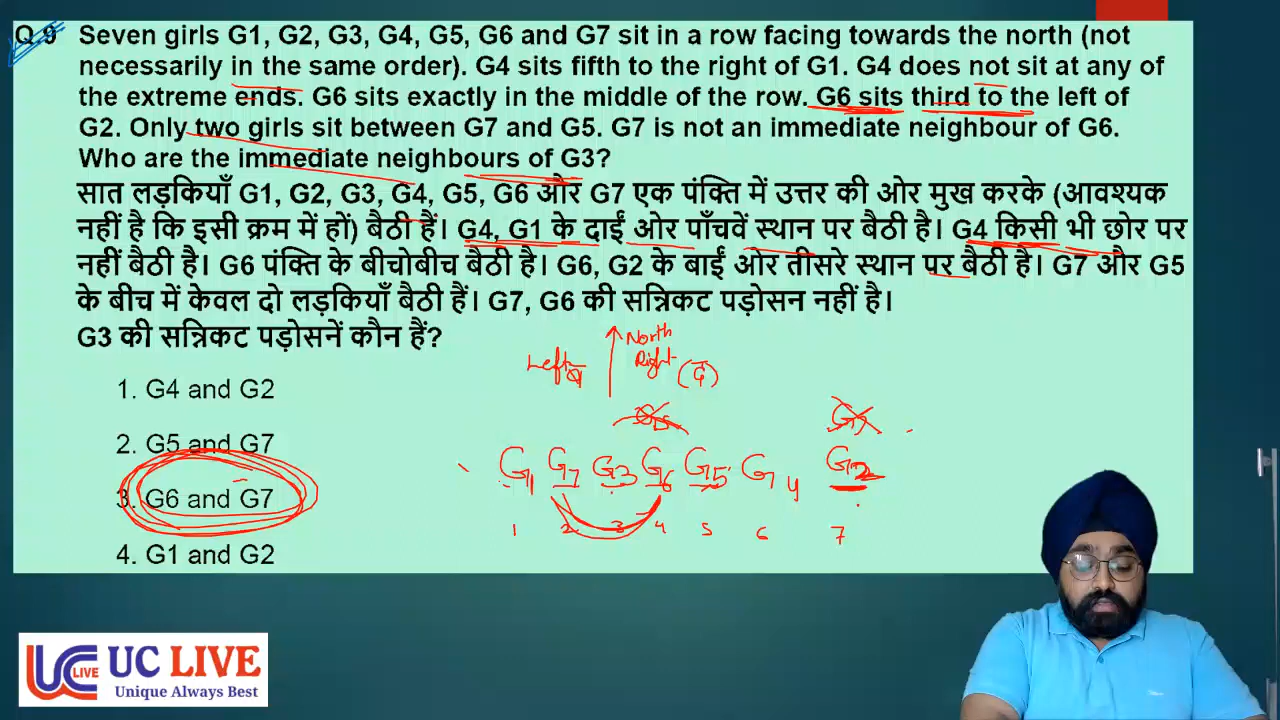 Q 9 Seven girls G1, G2, G3, G4, G5, G6 and G7 sit in a row facing towards the north (not
necessarily in the same order). G4 sits fifth to the right of G1. G4 does not sit at any of
the extreme ends. G6 sits exactly in the middle of the row. G6 sits third to the left of
G2. Only two girls sit between G7 and G5. G7 is not an immediate neighbour of G6.
Who are the immediate neighbours of G3?
सात लड़कियाँ G1, G2, G3, G4, G5, G6 और G7 एक पंक्ति में उत्तर की ओर मुख करके (आवश्यक
नहीं है कि इसी क्रम में हों) बैठी हैं। G4, G1 के दाईं ओर पाँचवें स्थान पर बैठी है। G4 किसी भी छोर पर
नहीं बैठी है। G6 पंक्ति के बीचोबीच बैठी है। G6, G2 के बाईं ओर तीसरे स्थान पर बैठी है। G7 और G5
के बीच में केवल दो लड़कियाँ बैठी हैं। G7, G6 की सन्निकट पड़ोसन नहीं है।
G3 की सन्निकट पड़ोसनें कौन हैं?
North
Left Right
1. G4 and G2
2. G5 and G7
G1 G7 G3 G6 G5 G4 G2
3. G6 and G7
1 2 3 4 5 6 7
4. G1 and G2
UC LIVE UC LIVE
Unique Always Best